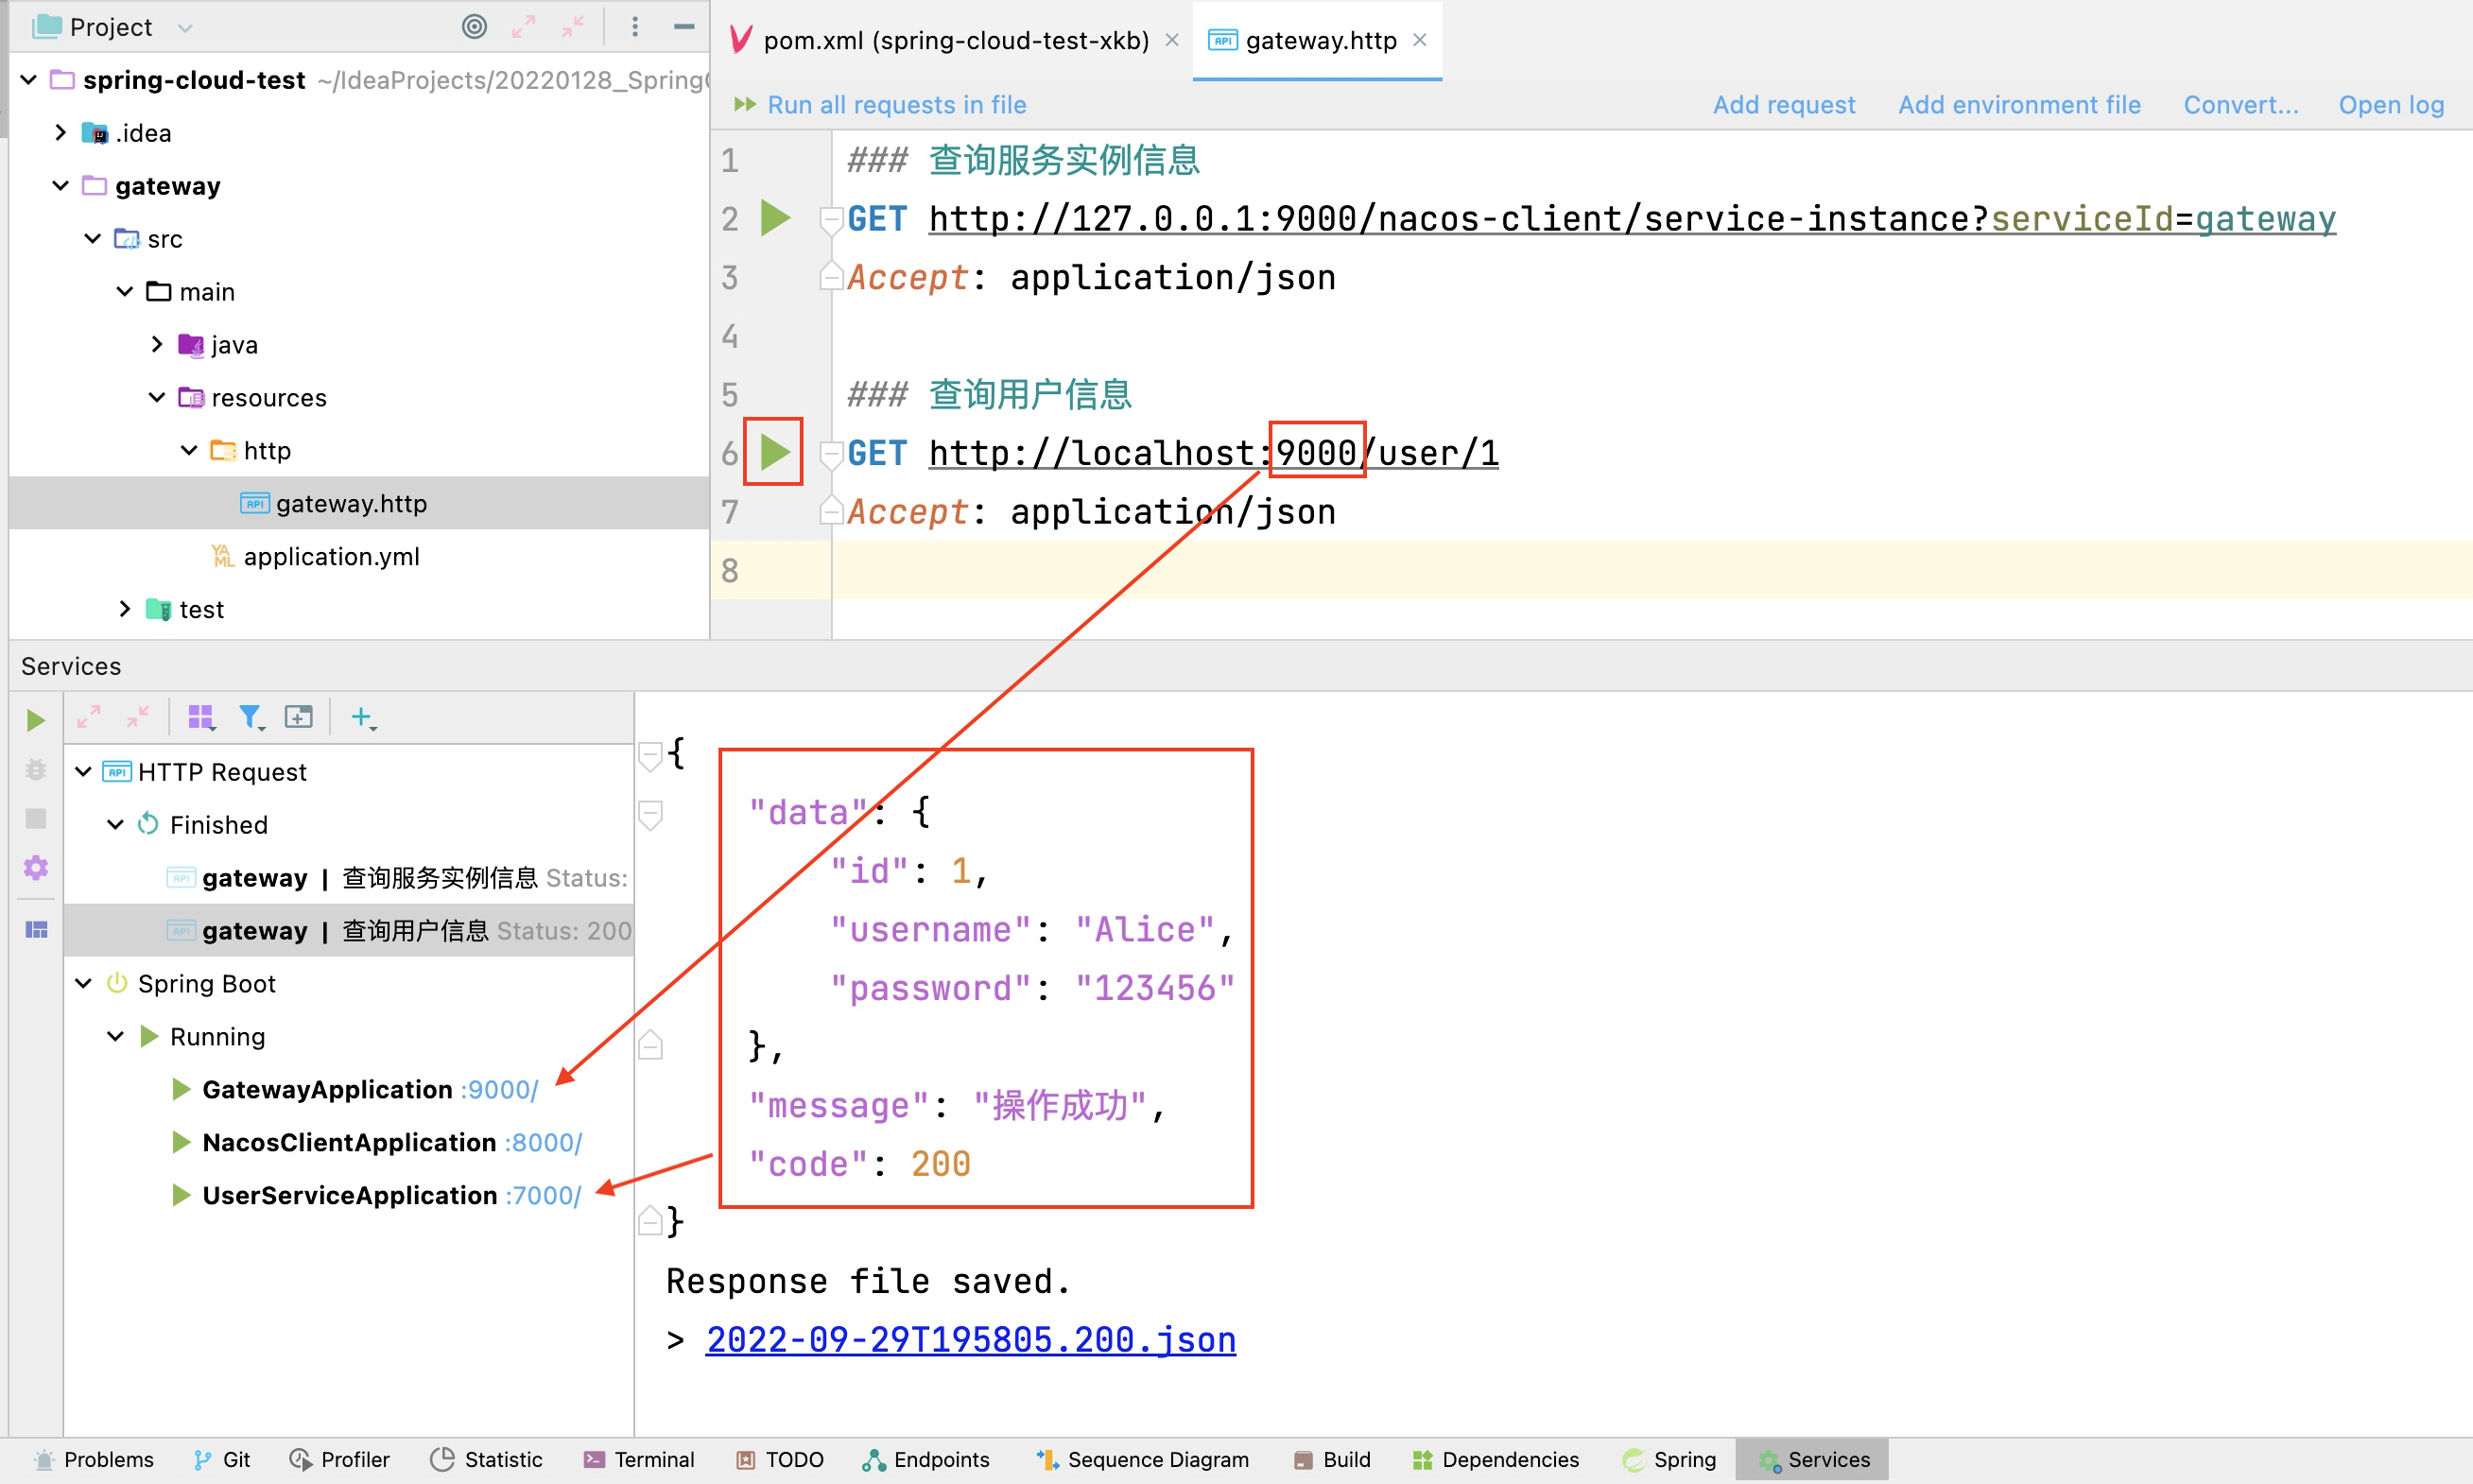 Project
spring-cloud-test ~/IdeaProjects/20220128_Spring
.idea
gateway
src
main
java
resources
http
gateway.http
application.yml
test
pom.xml (spring-cloud-test-xkb)
gateway.http
Run all requests in file
Add request
Add environment file
Convert...
Open log
1 ### 查询服务实例信息
2 GET http://127.0.0.1:9000/nacos-client/service-instance?serviceId=gateway
3 Accept: application/json
4
5 ### 查询用户信息
6 GET http://localhost:9000/user/1
7 Accept: application/json
8
Services
HTTP Request
Finished
API gateway | 查询服务实例信息 Status:
API gateway | 查询用户信息 Status: 200
Spring Boot
Running
GatewayApplication :9000/
NacosClientApplication :8000/
UserServiceApplication :7000/
{
"data": {
"id": 1,
"username": "Alice",
"password": "123456"
},
"message": "操作成功",
"code": 200
}
Response file saved.
> 2022-09-29T195805.200.json
Problems
Git
Profiler
Statistic
Terminal
TODO
Endpoints
Sequence Diagram
Build
Dependencies
Spring
Services